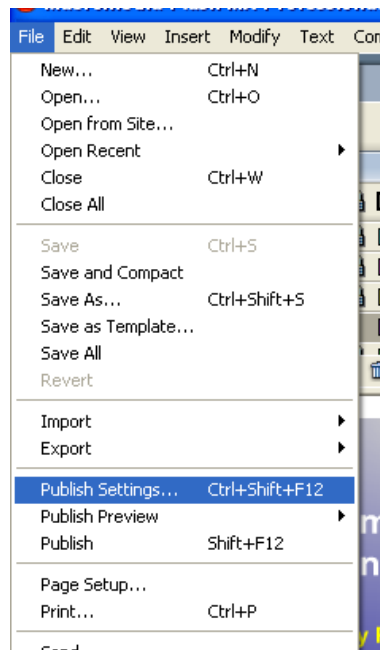 File Edit View Insert Modify Text
New... Ctrl+N
Open... Ctrl+O
Open from Site...
Open Recent
Close Ctrl+W
Close All
Save Ctrl+S
Save and Compact
Save As... Ctrl+Shift+S
Save as Template...
Save All
Revert
Import
Export
Publish Settings... Ctrl+Shift+F12
Publish Preview
Publish Shift+F12
Page Setup...
Print... Ctrl+P